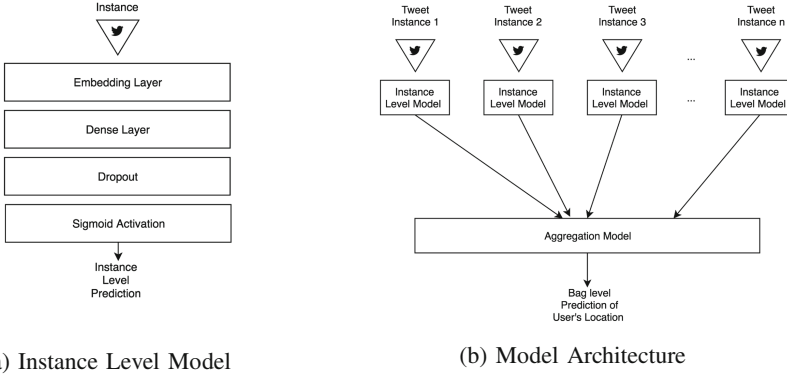 Instance
Embedding Layer
Dense Layer
Dropout
Sigmoid Activation
Instance
Level
Prediction
) Instance Level Model
Tweet
Instance 1
Tweet
Instance 2
Tweet
Instance 3
Tweet
Instance n
...
Instance
Level Model
Instance
Level Model
Instance
Level Model
...
Instance
Level Model
Aggregation Model
Bag level
Prediction of
User's Location
(b) Model Architecture